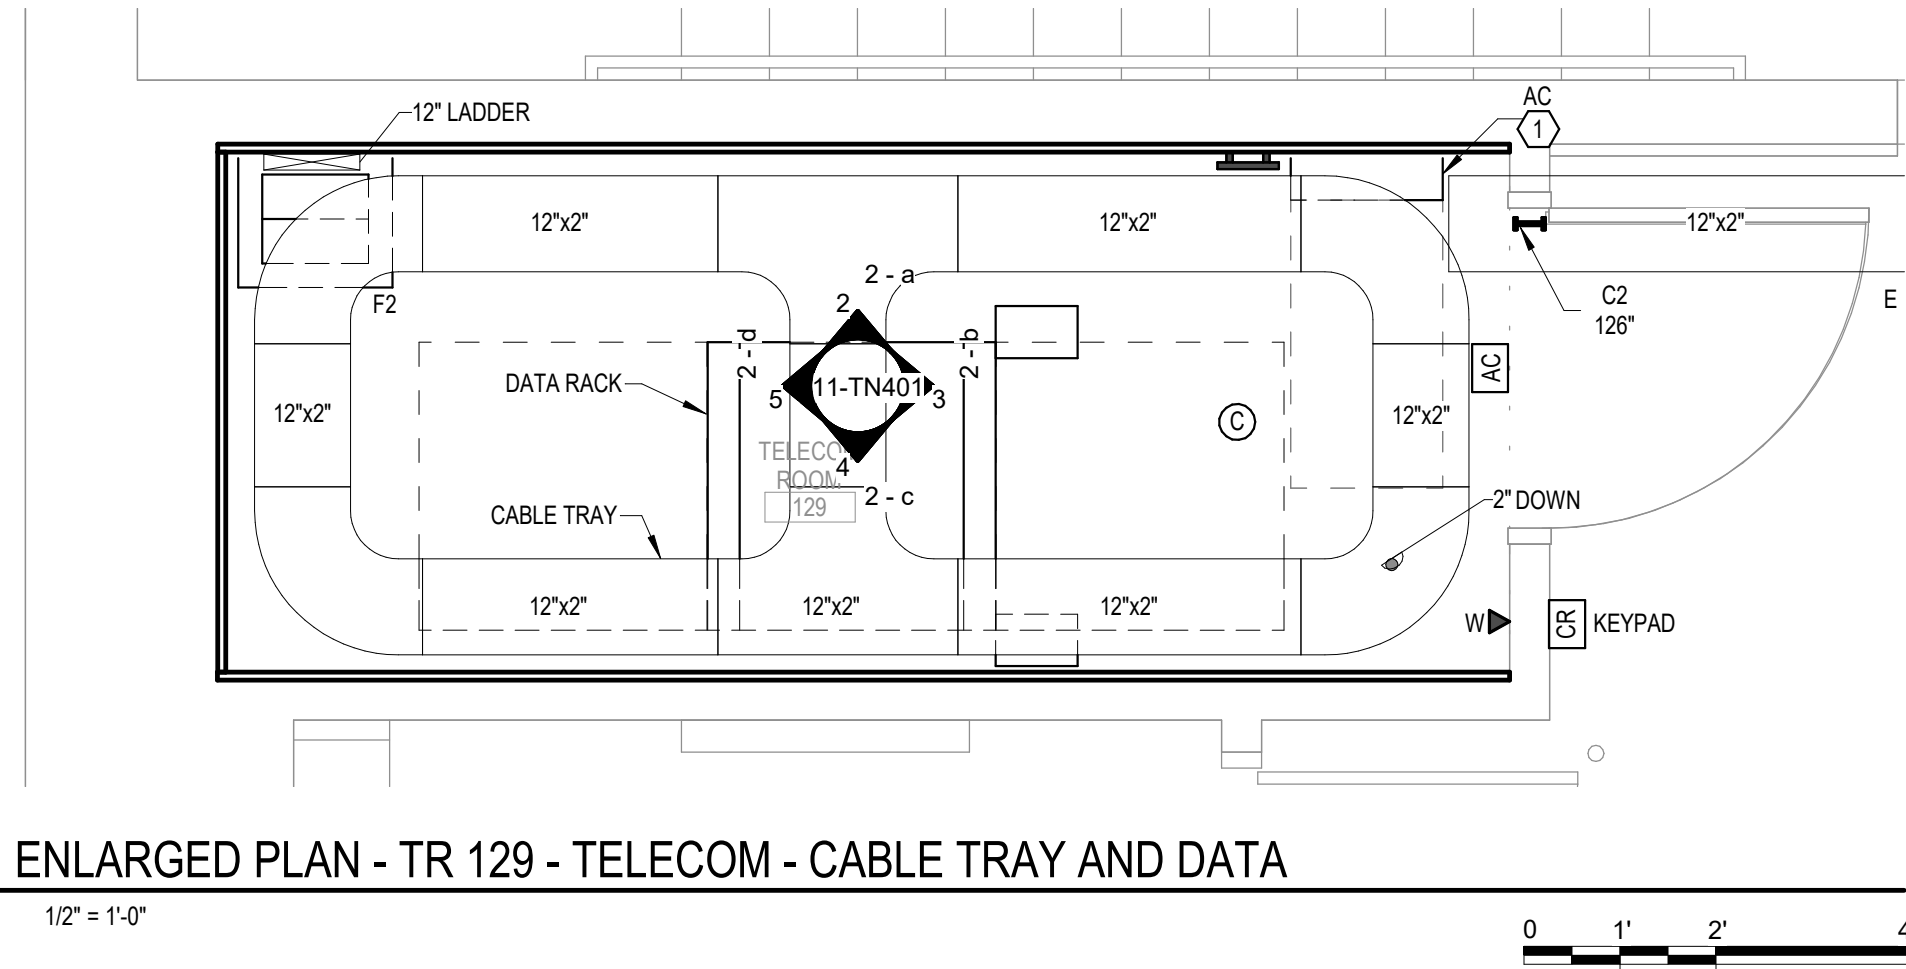 12" LADDER
AC
1
12"x2"
12"x2"
12"x2"
2 - a
F2
2
C2
126"
E
2 - d
2 - b
DATA RACK
11-TN401
5
3
AC
12"x2"
12"x2"
C
TELECOM
ROOM
4
129
2 - c
2" DOWN
CABLE TRAY
12"x2"
12"x2"
12"x2"
W
CR
KEYPAD
ENLARGED PLAN - TR 129 - TELECOM - CABLE TRAY AND DATA
1/2" = 1'-0"
0 1' 2' 4